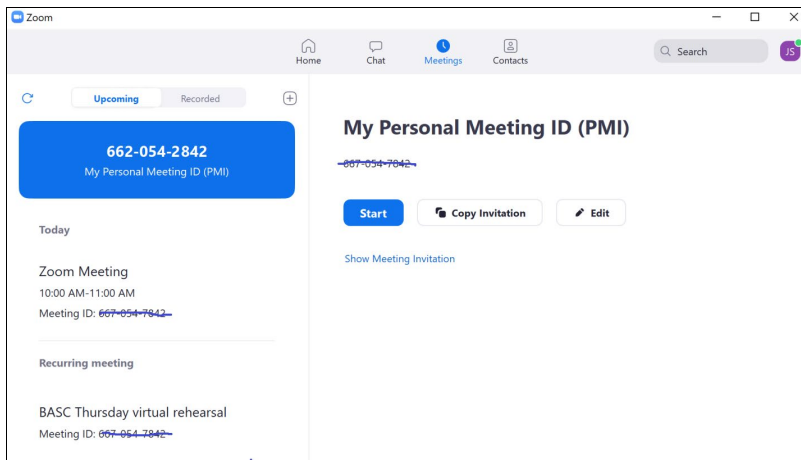 Zoom
Home
Chat
Meetings
Contacts
Search
JS
Upcoming
Recorded
662-054-2842
My Personal Meeting ID (PMI)
Today
Zoom Meeting
10:00 AM-11:00 AM
Meeting ID:
Recurring meeting
BASC Thursday virtual rehearsal
Meeting ID:
My Personal Meeting ID (PMI)
Start
Copy Invitation
Edit
Show Meeting Invitation